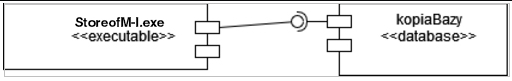 StoreofM-I.exe
<<executable>>
kopiaBazy
<<database>>